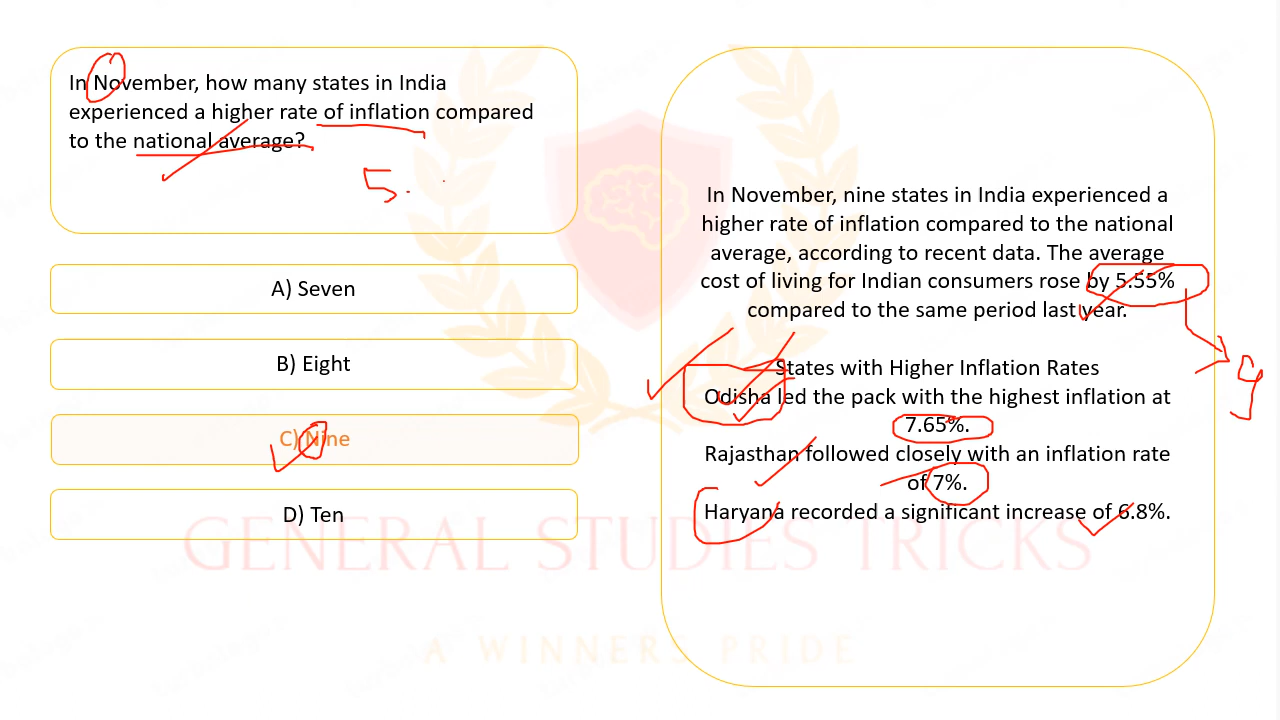 In November, how many states in India
experienced a higher rate of inflation compared
to the national average?
5.
A) Seven
B) Eight
C) Nine
D) Ten
In November, nine states in India experienced a
higher rate of inflation compared to the national
average, according to recent data. The average
cost of living for Indian consumers rose by 5.55%
compared to the same period last year.
States with Higher Inflation Rates
Odisha led the pack with the highest inflation at
7.65%.
Rajasthan followed closely with an inflation rate
of 7%.
Haryana recorded a significant increase of 6.8%.
9
GENERAL STUDIES TRICKS
A WINNERS PRIDE